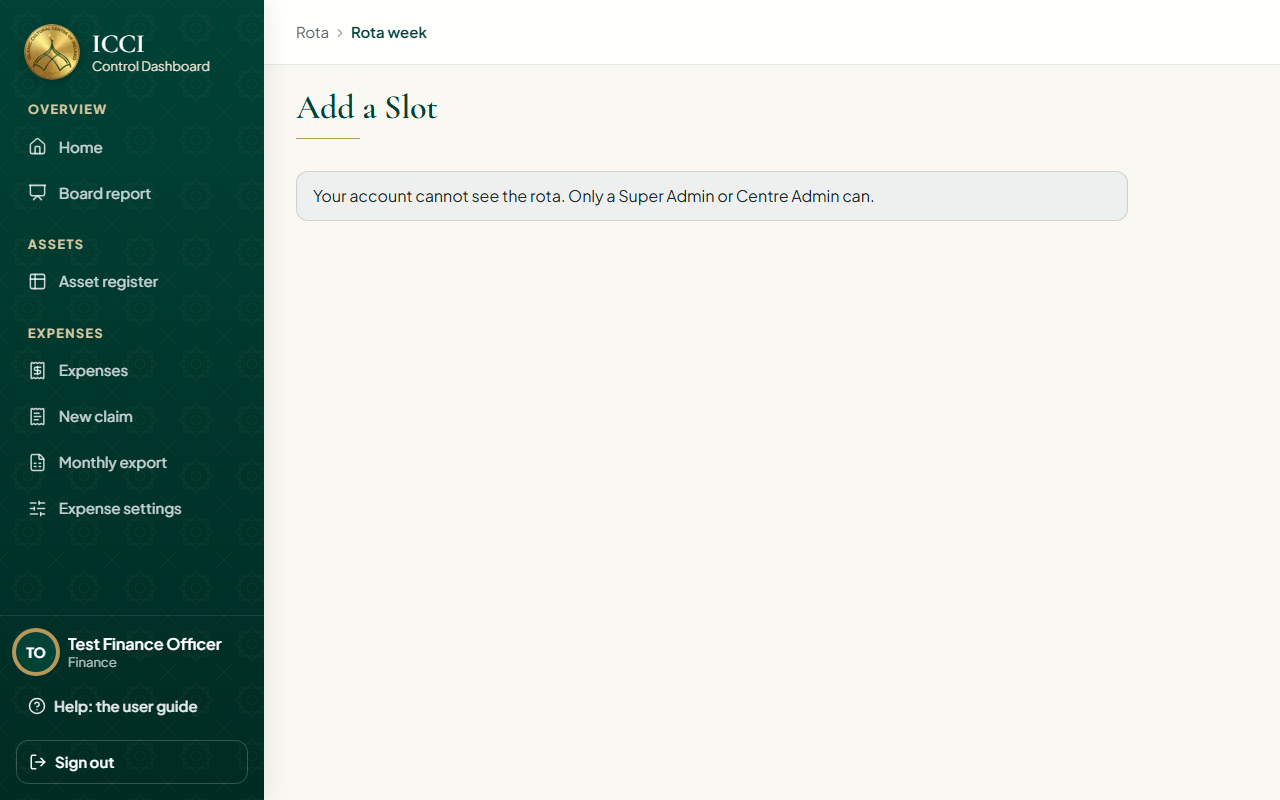 ICCI
Control Dashboard
OVERVIEW
Home
Board report
ASSETS
Asset register
EXPENSES
Expenses
New claim
Monthly export
Expense settings
TO
Test Finance Officer
Finance
Help: the user guide
Sign out
Rota > Rota week
Add a Slot
Your account cannot see the rota. Only a Super Admin or Centre Admin can.